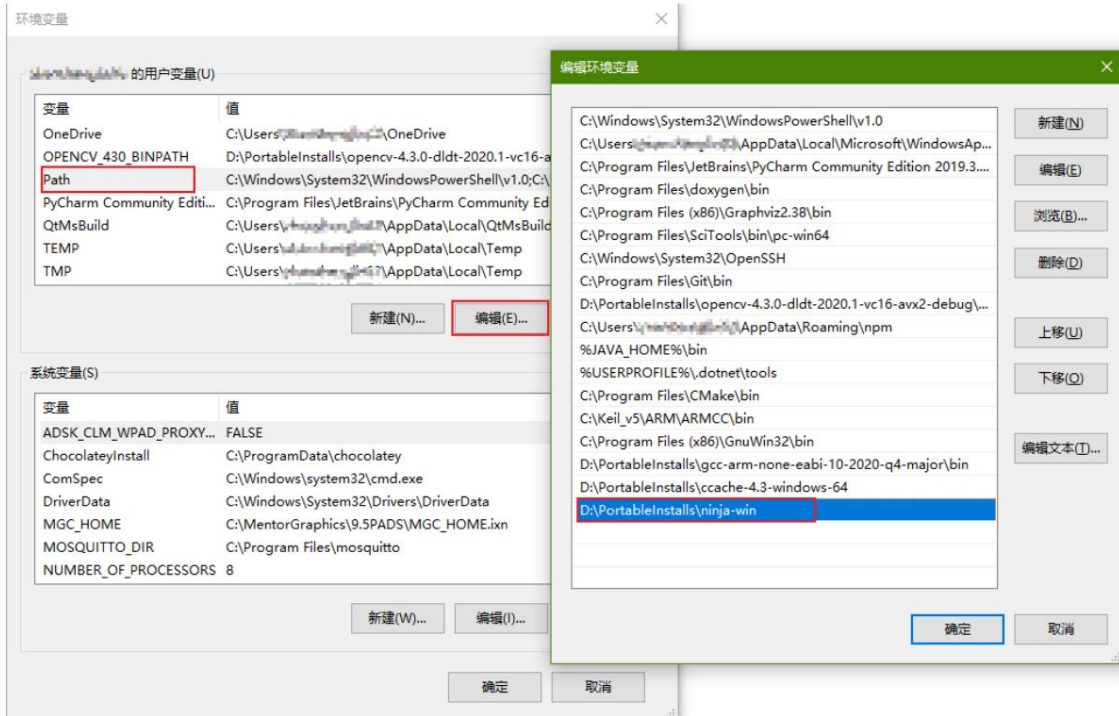 环境变量
的用户变量(U)
变量 值
OneDrive C:\Users\ \OneDrive
OPENCV_430_BINPATH D:\PortableInstalls\opencv-4.3.0-dldt-2020.1-vc16-a
Path C:\Windows\System32\WindowsPowerShell\v1.0;C:\
PyCharm Community Editi... C:\Program Files\JetBrains\PyCharm Community Ed
QtMsBuild C:\Users\ \AppData\Local\QtMsBuild
TEMP C:\Users\ \AppData\Local\Temp
TMP C:\Users\ \AppData\Local\Temp
新建(N)... 编辑(E)...
系统变量(S)
变量 值
ADSK_CLM_WPAD_PROXY... FALSE
ChocolateyInstall C:\ProgramData\chocolatey
ComSpec C:\Windows\system32\cmd.exe
DriverData C:\Windows\System32\Drivers\DriverData
MGC_HOME C:\MentorGraphics\9.5PADS\MGC_HOME.ixn
MOSQUITTO_DIR C:\Program Files\mosquitto
NUMBER_OF_PROCESSORS 8
新建(W)... 编辑(I)...
确定 取消
编辑环境变量
C:\Windows\System32\WindowsPowerShell\v1.0
C:\Users\ \AppData\Local\Microsoft\WindowsAp...
C:\Program Files\JetBrains\PyCharm Community Edition 2019.3....
C:\Program Files\doxygen\bin
C:\Program Files (x86)\Graphviz2.38\bin
C:\Program Files\SciTools\bin\pc-win64
C:\Windows\System32\OpenSSH
C:\Program Files\Git\bin
D:\PortableInstalls\opencv-4.3.0-dldt-2020.1-vc16-avx2-debug\...
C:\Users\ \AppData\Roaming\npm
%JAVA_HOME%\bin
%USERPROFILE%\.dotnet\tools
C:\Program Files\CMake\bin
C:\Keil_v5\ARM\ARMCC\bin
C:\Program Files (x86)\GnuWin32\bin
D:\PortableInstalls\gcc-arm-none-eabi-10-2020-q4-major\bin
D:\PortableInstalls\ccache-4.3-windows-64
D:\PortableInstalls\ninja-win
新建(N)
编辑(E)
浏览(B)...
删除(D)
上移(U)
下移(O)
编辑文本(T)...
确定 取消